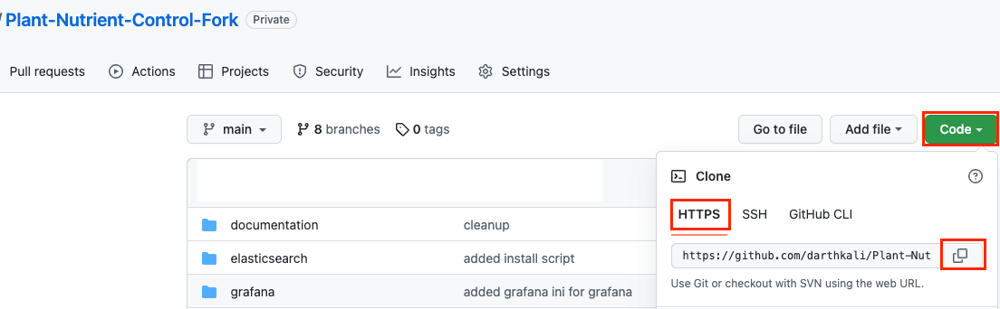 /Plant-Nutrient-Control-Fork Private
Pull requests Actions Projects Security Insights Settings
main 8 branches 0 tags Go to file Add file Code
Clone
HTTPS SSH GitHub CLI
https://github.com/darthkali/Plant-Nut
Use Git or checkout with SVN using the web URL.
documentation cleanup
elasticsearch added install script
grafana added grafana ini for grafana